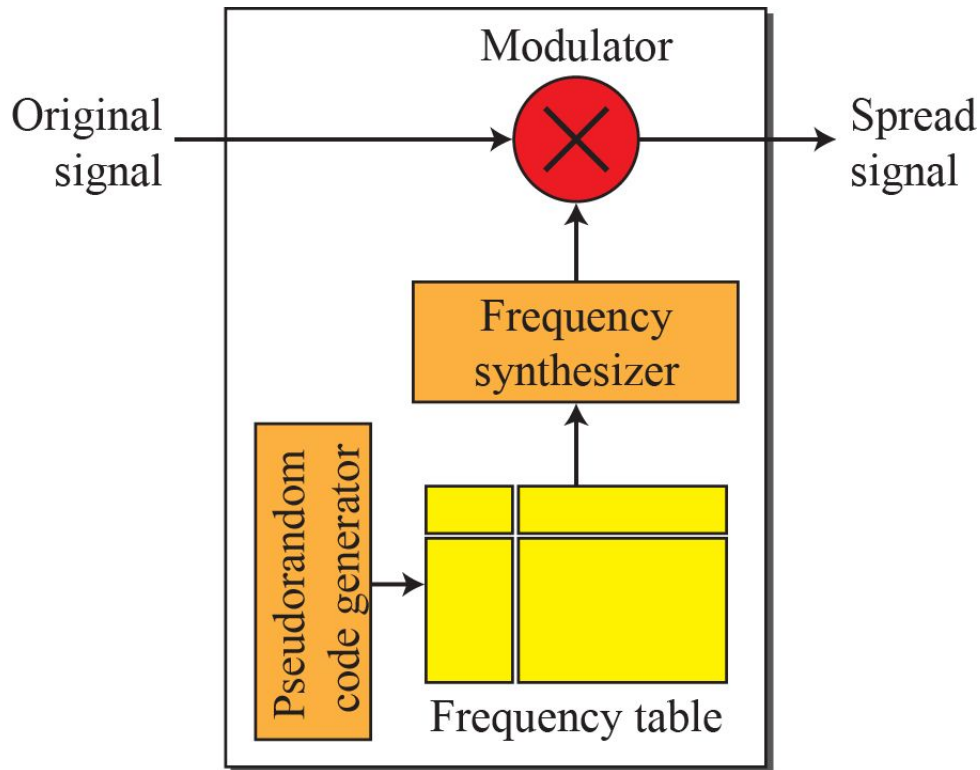 Modulator
Original
signal
Spread
signal
Frequency
synthesizer
Pseudorandom
code generator
Frequency table